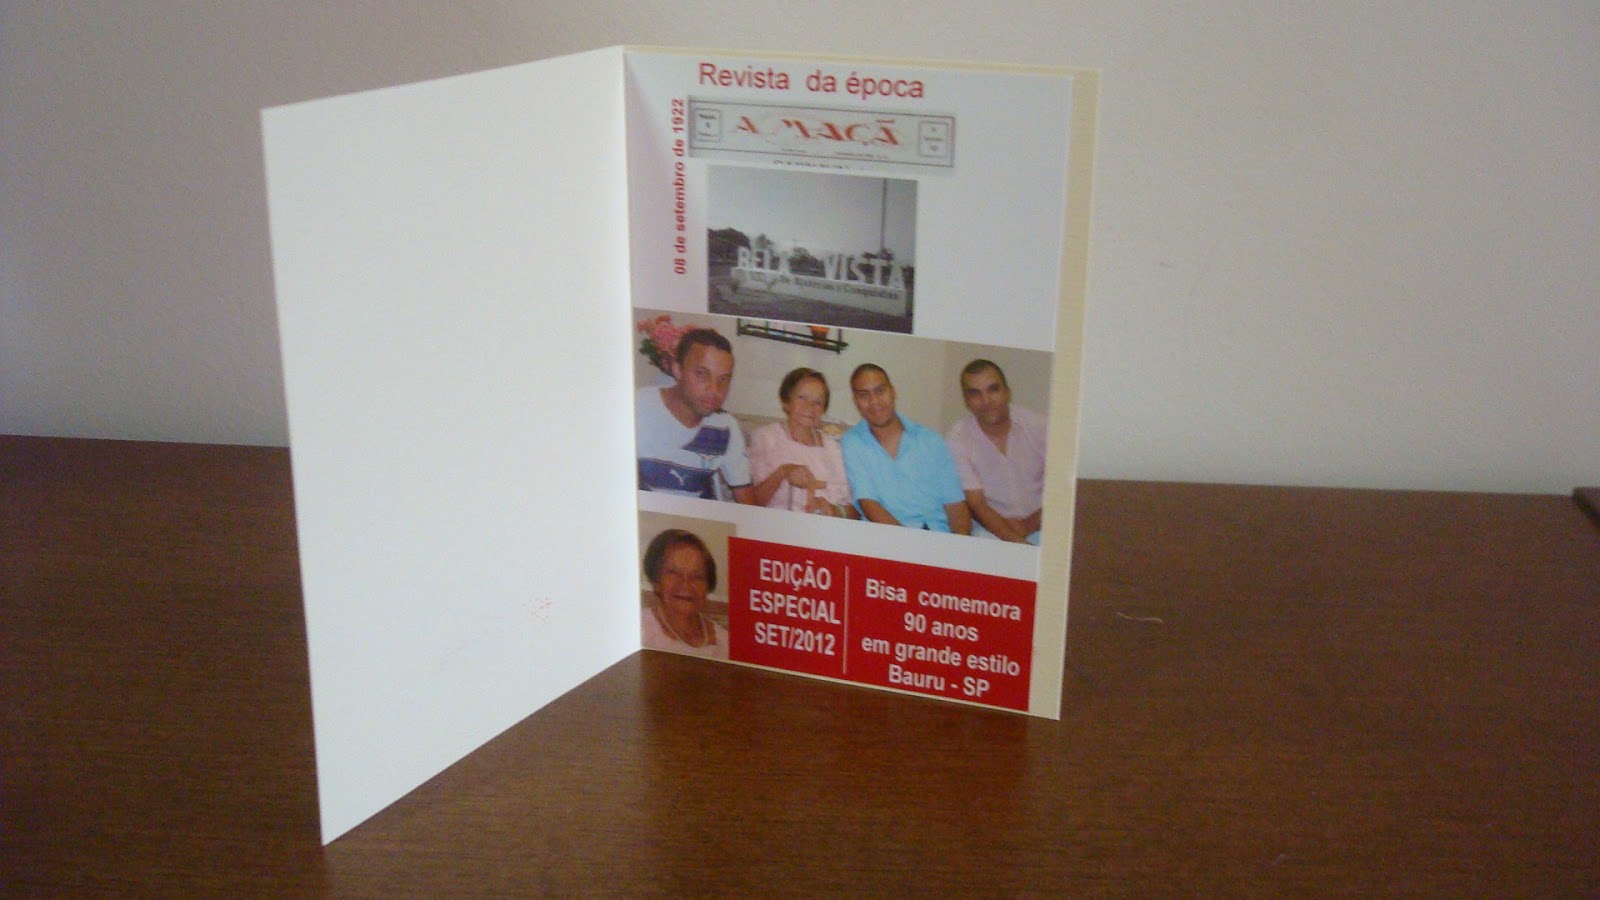 Revista da época
08 de setembro de 1922
A MAÇÃ
BELA VISTA
EDIÇÃO
ESPECIAL
SET/2012
Bisa comemora
90 anos
em grande estilo
Bauru - SP